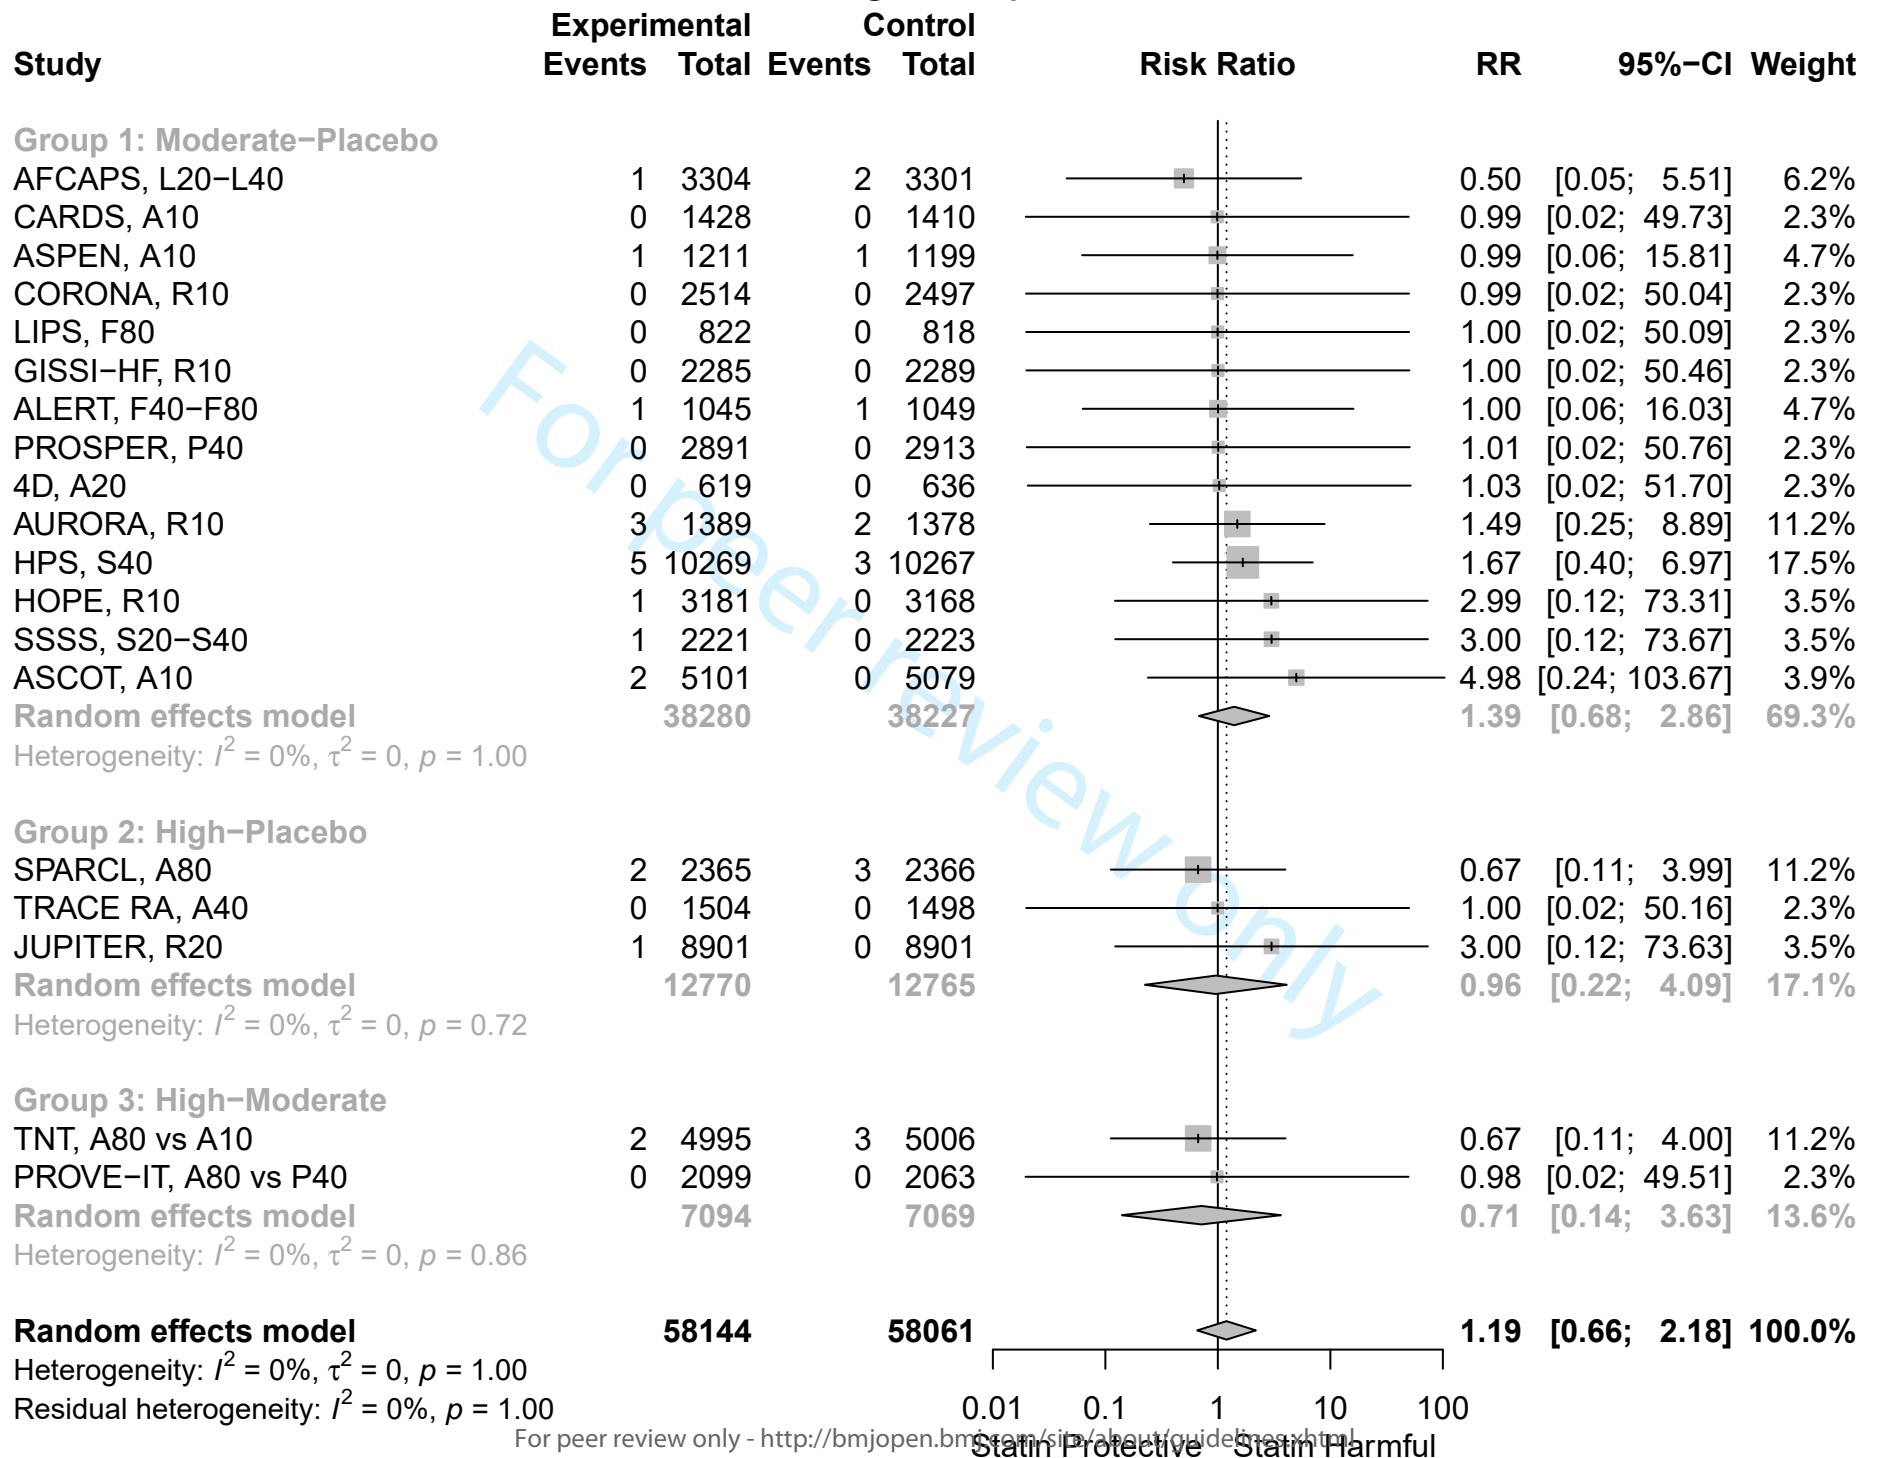 Experimental Control
Study Events Total Events Total Risk Ratio RR 95%−CI Weight
Group 1: Moderate−Placebo
AFCAPS, L20−L40 1 3304 2 3301 0.50 [0.05; 5.51] 6.2%
CARDS, A10 0 1428 0 1410 0.99 [0.02; 49.73] 2.3%
ASPEN, A10 1 1211 1 1199 0.99 [0.06; 15.81] 4.7%
CORONA, R10 0 2514 0 2497 0.99 [0.02; 50.04] 2.3%
LIPS, F80 0 822 0 818 1.00 [0.02; 50.09] 2.3%
GISSI−HF, R10 0 2285 0 2289 1.00 [0.02; 50.46] 2.3%
ALERT, F40−F80 1 1045 1 1049 1.00 [0.06; 16.03] 4.7%
PROSPER, P40 0 2891 0 2913 1.01 [0.02; 50.76] 2.3%
4D, A20 0 619 0 636 1.03 [0.02; 51.70] 2.3%
AURORA, R10 3 1389 2 1378 1.49 [0.25; 8.89] 11.2%
HPS, S40 5 10269 3 10267 1.67 [0.40; 6.97] 17.5%
HOPE, R10 1 3181 0 3168 2.99 [0.12; 73.31] 3.5%
SSSS, S20−S40 1 2221 0 2223 3.00 [0.12; 73.67] 3.5%
ASCOT, A10 2 5101 0 5079 4.98 [0.24; 103.67] 3.9%
Random effects model 38280 38227 1.39 [0.68; 2.86] 69.3%
Heterogeneity: I² = 0%, τ² = 0, p = 1.00
Group 2: High−Placebo
SPARCL, A80 2 2365 3 2366 0.67 [0.11; 3.99] 11.2%
TRACE RA, A40 0 1504 0 1498 1.00 [0.02; 50.16] 2.3%
JUPITER, R20 1 8901 0 8901 3.00 [0.12; 73.63] 3.5%
Random effects model 12770 12765 0.96 [0.22; 4.09] 17.1%
Heterogeneity: I² = 0%, τ² = 0, p = 0.72
Group 3: High−Moderate
TNT, A80 vs A10 2 4995 3 5006 0.67 [0.11; 4.00] 11.2%
PROVE−IT, A80 vs P40 0 2099 0 2063 0.98 [0.02; 49.51] 2.3%
Random effects model 7094 7069 0.71 [0.14; 3.63] 13.6%
Heterogeneity: I² = 0%, τ² = 0, p = 0.86
Random effects model 58144 58061 1.19 [0.66; 2.18] 100.0%
Heterogeneity: I² = 0%, τ² = 0, p = 1.00
Residual heterogeneity: I² = 0%, p = 1.00
0.01 0.1 1 10 100
Statin Protective Statin Harmful
For peer review only - http://bmjopen.bmj.com/site/about/guidelines.xhtml
For peer review only